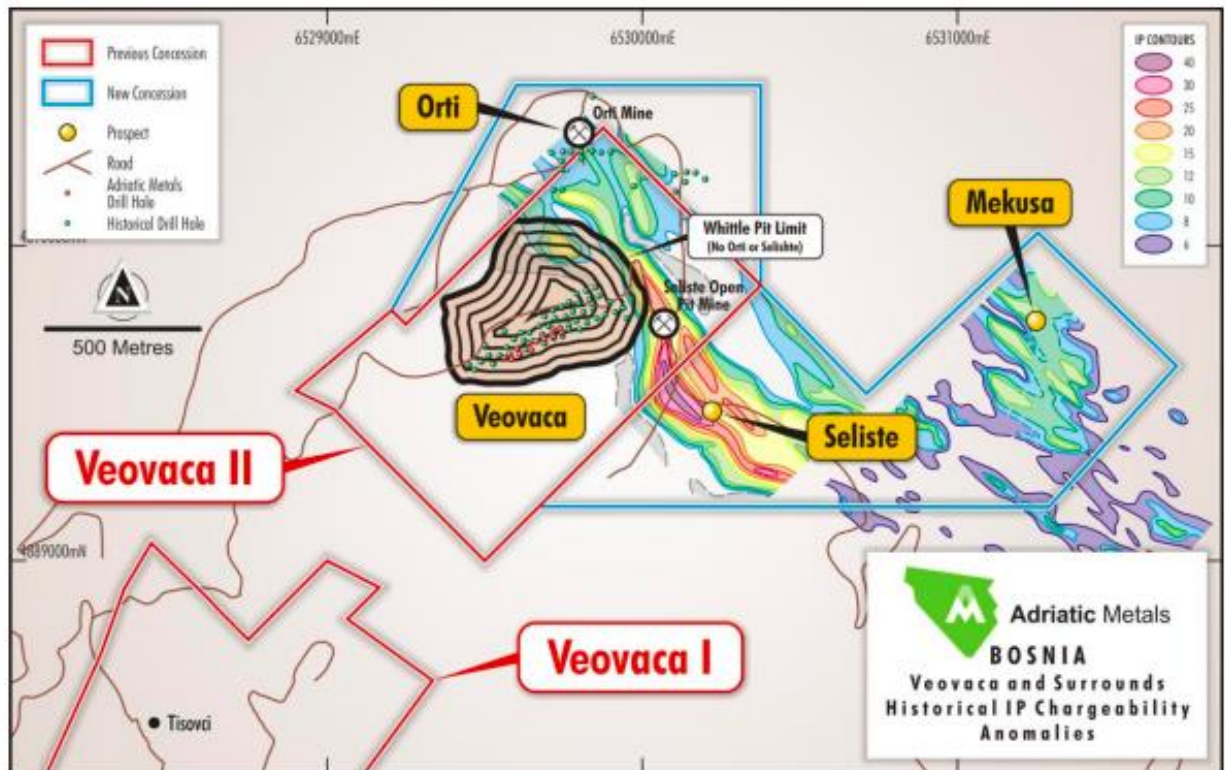 6529000mE
6530000mE
6531000mE
Previous Concession
New Concession
Prospect
Road
Adriatic Metals
Drill Hole
Historical Drill Hole
IP CONTOURS
40
30
25
20
15
12
10
8
6
Orti
Orti Mine
Mekusa
Whittle Pit Limit
(No Orti or Selishte)
N
500 Metres
Seliste Open
Pit Mine
Veovaca
Seliste
Veovaca II
4889000mN
Veovaca I
Tisovci
Adriatic Metals
BOSNIA
Veovaca and Surrounds
Historical IP Chargeability
Anomalies